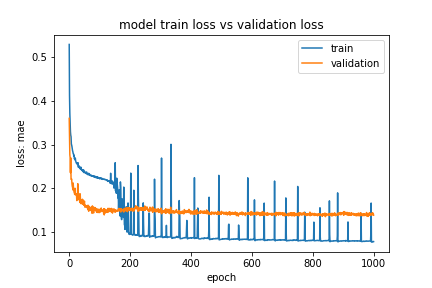 model train loss vs validation loss
train
validation
loss: mae
0.5
0.4
0.3
0.2
0.1
0 200 400 600 800 1000
epoch